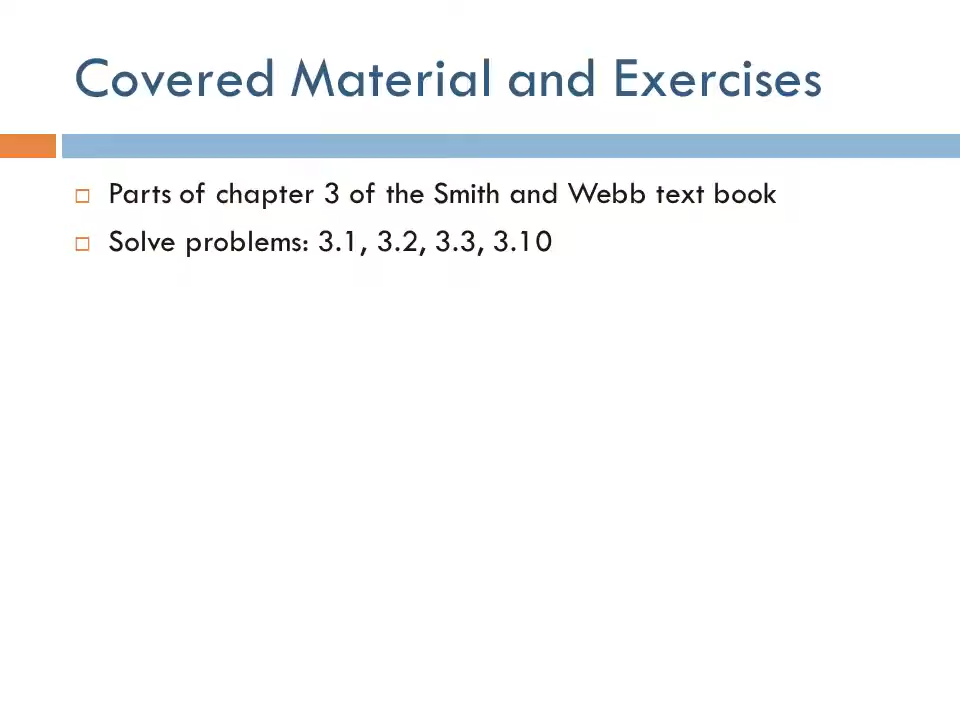 Covered Material and Exercises
Parts of chapter 3 of the Smith and Webb text book
Solve problems: 3.1, 3.2, 3.3, 3.10